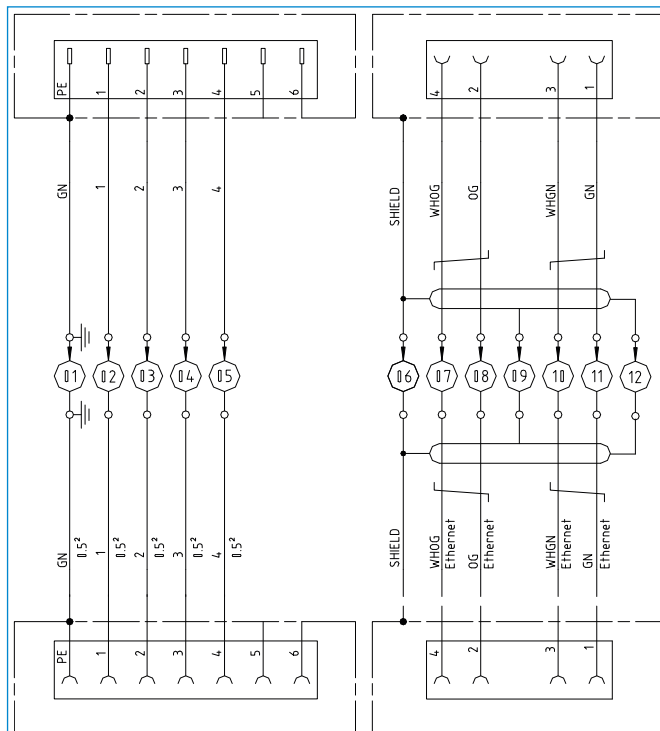 PE 1 2 3 4 5 6
4 2 3 1
GN 1 2 3 4
SHIELD WHOG OG WHGN GN
01 02 03 04 05 06 07 08 09 10 11 12
GN 1 2 3 4
0.5² 0.5² 0.5² 0.5² 0.5²
SHIELD WHOG OG WHGN GN
Ethernet Ethernet Ethernet Ethernet
PE 1 2 3 4 5 6
4 2 3 1